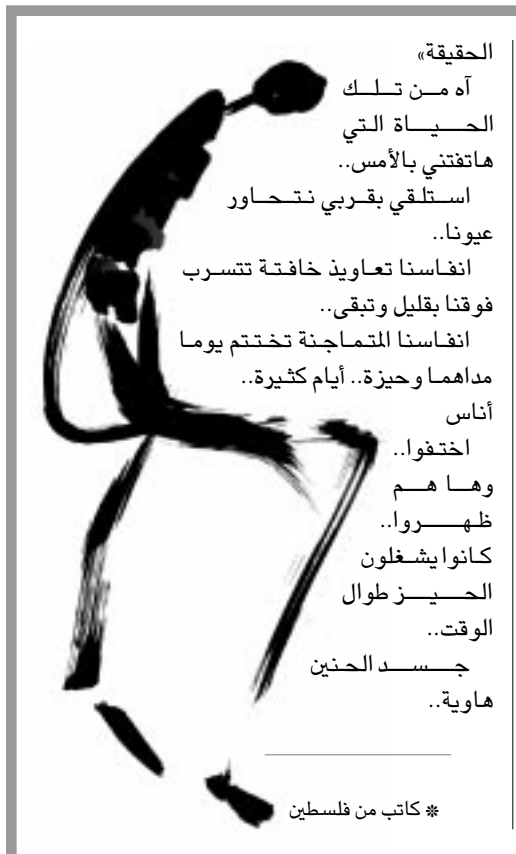 الحقيقة»
آه من تلك
الحياة التي
هاتفتني بالأمس..
استلقي بقربي نتحاور
عيونا..
انفاسنا تعاويذ خافتة تتسرب
فوقنا بقليل وتبقى..
انفاسنا المتماجنة تختتم يوما
مداهما وحيزة.. أيام كثيرة..
أناس
اختفوا..
وها هم
ظهروا..
كانوا يشغلون
الحيز طوال
الوقت..
جسد الحنين
هاوية..
* كاتب من فلسطين